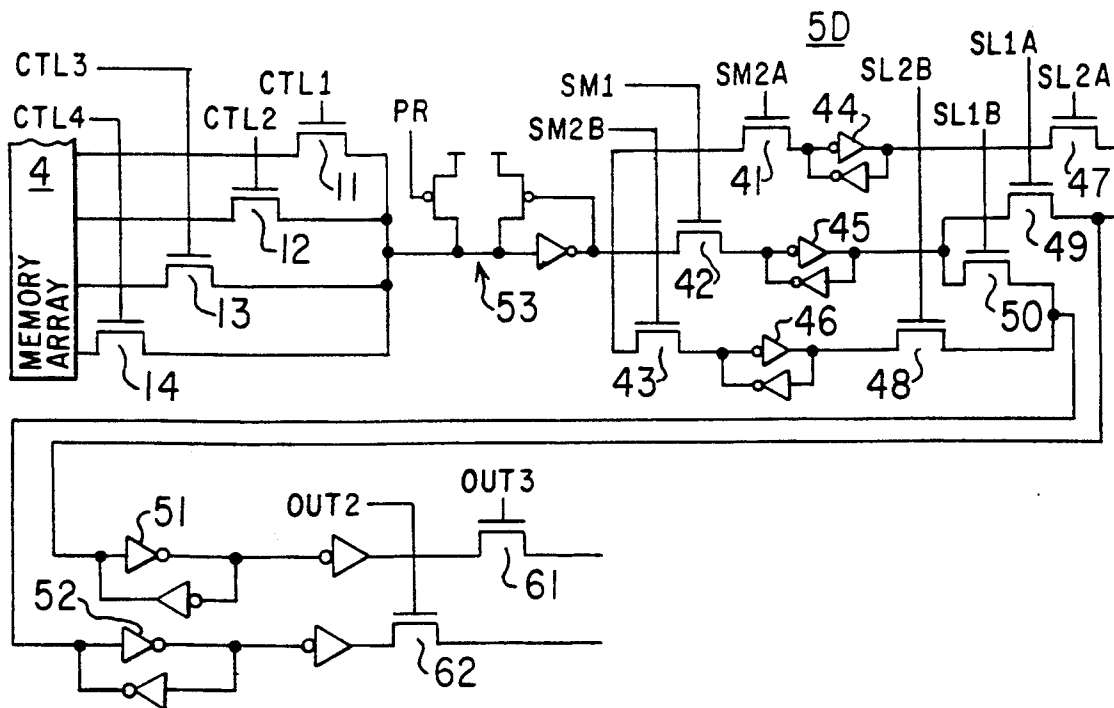 5D
CTL3
CTL4
CTL1
CTL2
PR
SM1
SM2B
SM2A
SL2B
SL1A
SL1B
SL2A
4
MEMORY
ARRAY
11
12
13
14
53
44
41
45
42
46
43
47
49
50
48
51
52
OUT2
OUT3
61
62